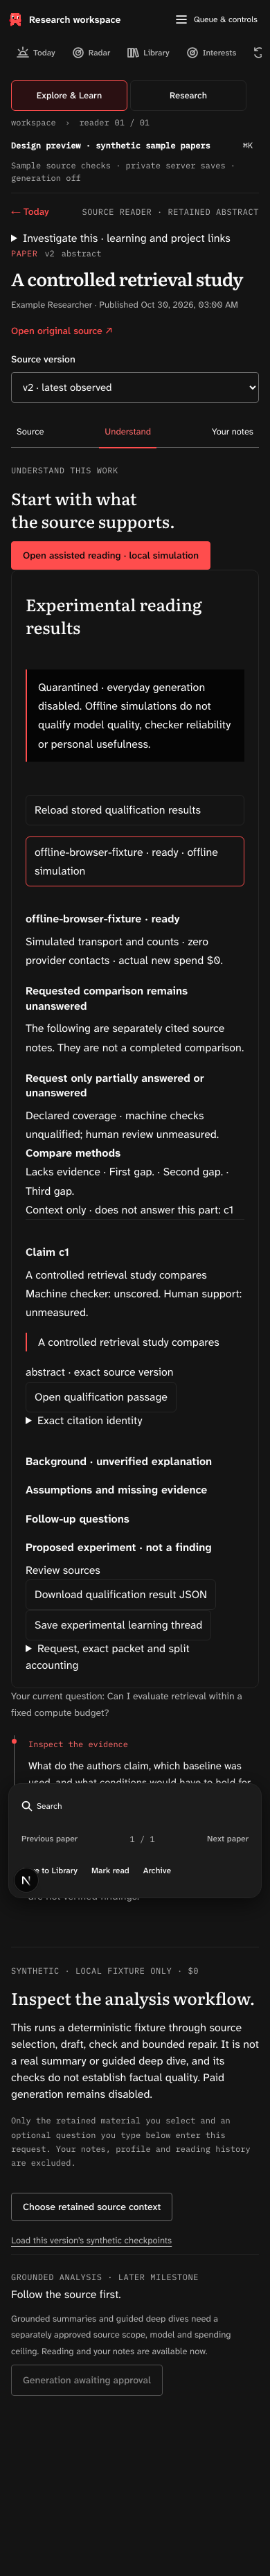 Research workspace
Queue & controls
Today
Radar
Library
Interests
Explore & Learn
Research
workspace › reader 01 / 01
Design preview · synthetic sample papers ⌘K
Sample source checks · private server saves ·
generation off
← Today
SOURCE READER · RETAINED ABSTRACT
▶ Investigate this · learning and project links
PAPER v2 abstract
A controlled retrieval study
Example Researcher · Published Oct 30, 2026, 03:00 AM
Open original source ↗
Source version
v2 · latest observed
Source
Understand
Your notes
UNDERSTAND THIS WORK
Start with what
the source supports.
Open assisted reading · local simulation
Experimental reading
results
Quarantined · everyday generation
disabled. Offline simulations do not
qualify model quality, checker reliability
or personal usefulness.
Reload stored qualification results
offline-browser-fixture · ready · offline
simulation
offline-browser-fixture · ready
Simulated transport and counts · zero
provider contacts · actual new spend $0.
Requested comparison remains
unanswered
The following are separately cited source
notes. They are not a completed comparison.
Request only partially answered or
unanswered
Declared coverage · machine checks
unqualified; human review unmeasured.
Compare methods
Lacks evidence · First gap. · Second gap. ·
Third gap.
Context only · does not answer this part: c1
Claim c1
A controlled retrieval study compares
Machine checker: unscored. Human support:
unmeasured.
A controlled retrieval study compares
abstract · exact source version
Open qualification passage
▶ Exact citation identity
Background · unverified explanation
Assumptions and missing evidence
Follow-up questions
Proposed experiment · not a finding
Review sources
Download qualification result JSON
Save experimental learning thread
▶ Request, exact packet and split
accounting
Your current question: Can I evaluate retrieval within a
fixed compute budget?
Inspect the evidence
What do the authors claim, which baseline was
Search
Previous paper
1 / 1
Next paper
to Library
Mark read
Archive
N
SYNTHETIC · LOCAL FIXTURE ONLY · $0
Inspect the analysis workflow.
This runs a deterministic fixture through source
selection, draft, check and bounded repair. It is not
a real summary or guided deep dive, and its
checks do not establish factual quality. Paid
generation remains disabled.
Only the retained material you select and an
optional question you type below enter this
request. Your notes, profile and reading history
are excluded.
Choose retained source context
Load this version's synthetic checkpoints
GROUNDED ANALYSIS · LATER MILESTONE
Follow the source first.
Grounded summaries and guided deep dives need a
separately approved source scope, model and spending
ceiling. Reading and your notes are available now.
Generation awaiting approval